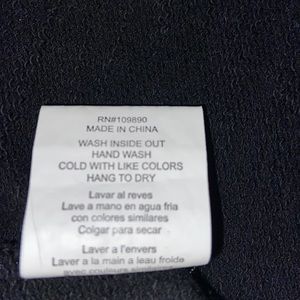 RN#109890
MADE IN CHINA
WASH INSIDE OUT
HAND WASH
COLD WITH LIKE COLORS
HANG TO DRY
Lavar al reves
Lave a mano en agua fria
con colores similares
Colgar para secar
Laver a l'envers
Laver a la main a leau froide
avec couleurs